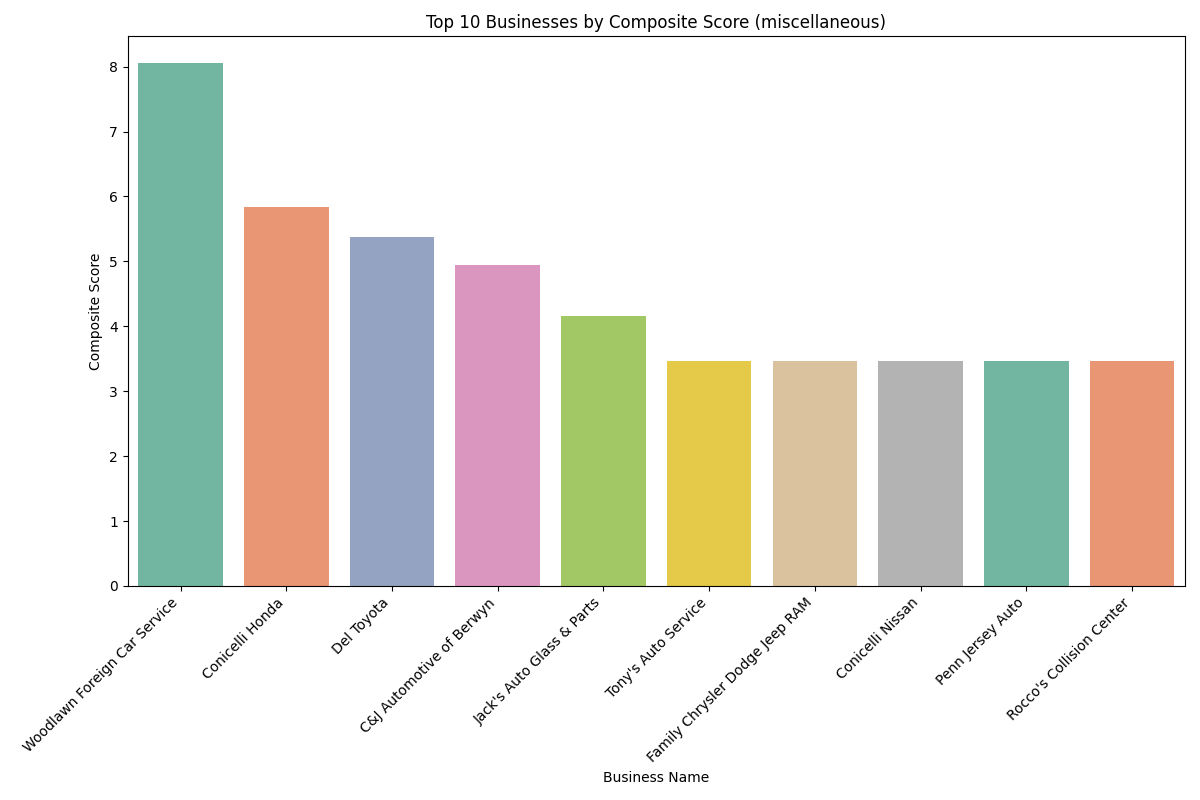 Top 10 Businesses by Composite Score (miscellaneous)
Composite Score
8
7
6
5
4
3
2
1
0
Woodlawn Foreign Car Service
Conicelli Honda
Del Toyota
C&J Automotive of Berwyn
Jack's Auto Glass & Parts
Tony's Auto Service
Family Chrysler Dodge Jeep RAM
Conicelli Nissan
Penn Jersey Auto
Rocco's Collision Center
Business Name